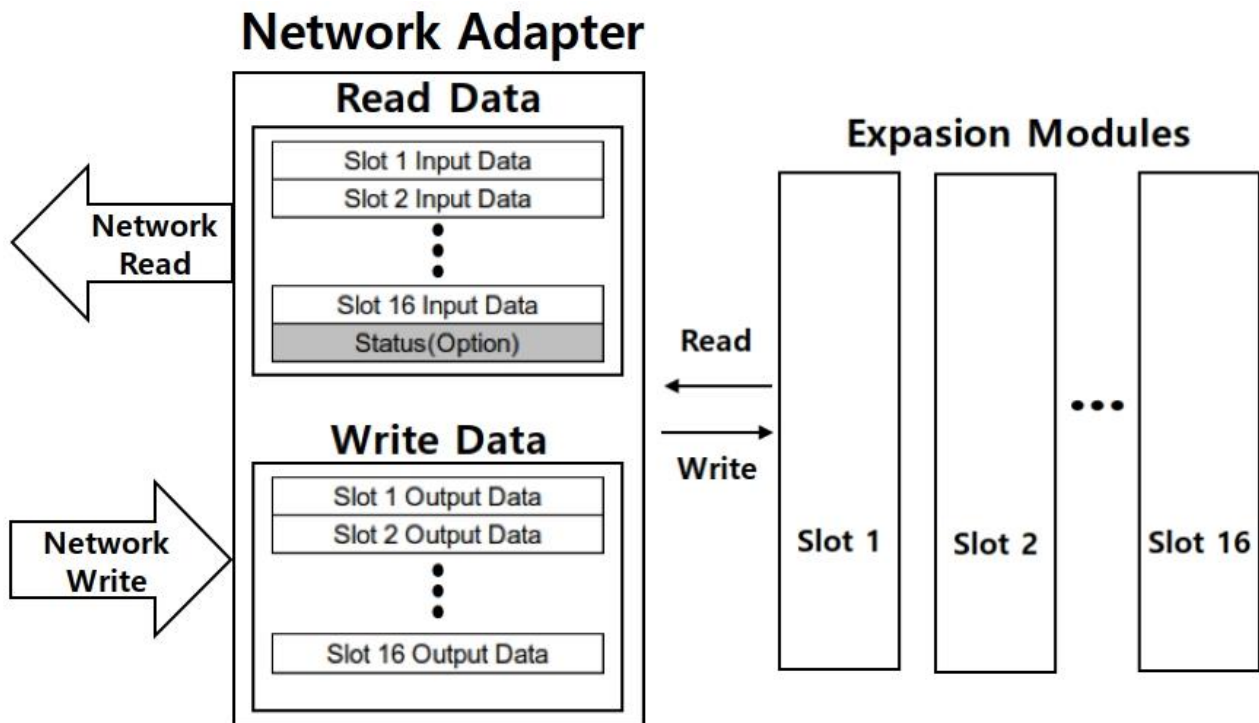 Network Adapter
Read Data
Slot 1 Input Data
Slot 2 Input Data
Slot 16 Input Data
Status(Option)
Network
Read
Write Data
Slot 1 Output Data
Slot 2 Output Data
Slot 16 Output Data
Network
Write
Read
Write
Expasion Modules
Slot 1
Slot 2
Slot 16